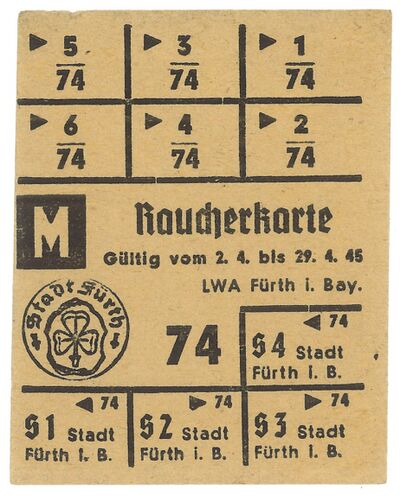 ▶ 5/74 ▶ 3/74 ▶ 1/74
▶ 6/74 ▶ 4/74 ▶ 2/74
M Raucherkarte
Gültig vom 2. 4. bis 29. 4. 45
LWA Fürth i. Bay.
Stadt Fürth
74
◀ 74
S4 Stadt
Fürth i. B.
◀ 74
S1 Stadt
Fürth i. B.
▶ 74
S2 Stadt
Fürth i. B.
▶ 74
S3 Stadt
Fürth i. B.